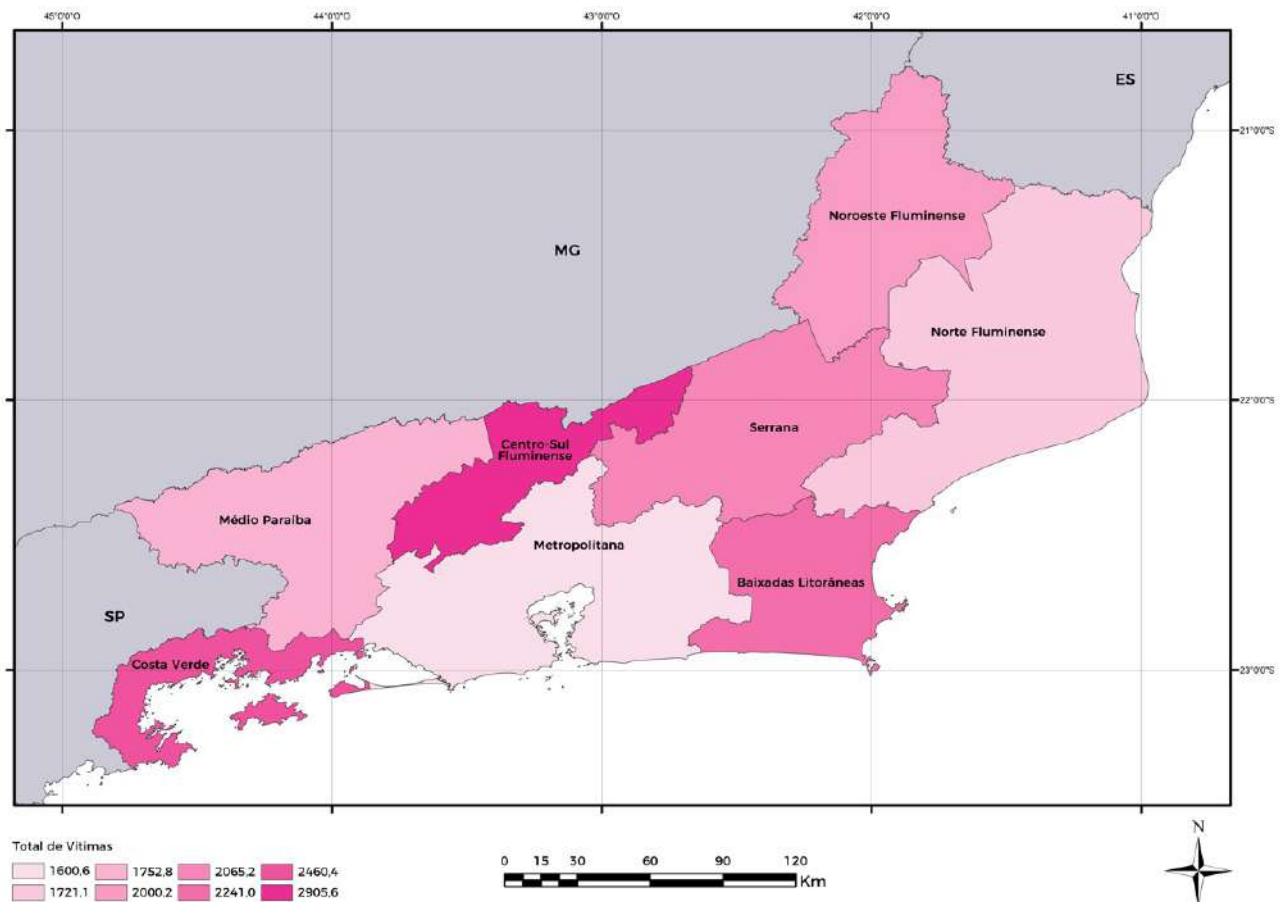 45°0'0"O 44°0'0"O 43°0'0"O 42°0'0"O 41°0'0"O
ES
21°0'0"S
Noroeste Fluminense
MG
Norte Fluminense
22°0'0"S
Serrana
Centro-Sul
Fluminense
Médio Paraíba
Metropolitana
Baixadas Litorâneas
SP
Costa Verde
23°0'0"S
Total de Vítimas
1600,6 1752,8 2065,2 2460,4
1721,1 2000,2 2241,0 2905,6
0 15 30 60 90 120
Km
N